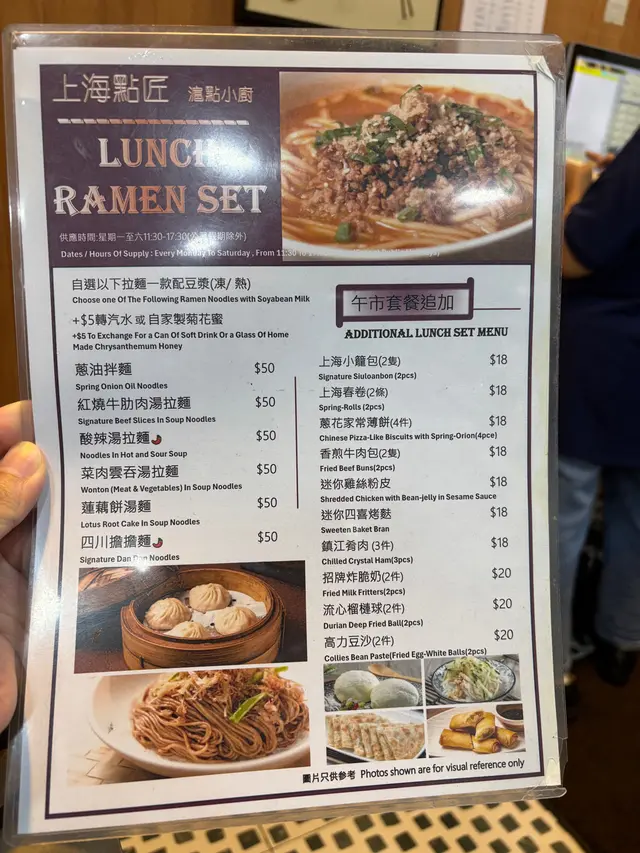 上海點匠 滬點小廚
LUNCH
RAMEN SET
供應時間:星期一至六11:30-17:30(公眾假期除外)
Dates / Hours Of Supply : Every Monday To Saturday , From 11:30
自選以下拉麵一款配豆漿(凍/ 熱)
Choose one Of The Following Ramen Noodles with Soyabean Milk
+$5轉汽水 或 自家製菊花蜜
+$5 To Exchange For a Can Of Soft Drink Or a Glass Of Home
Made Chrysanthemum Honey
蔥油拌麵 $50
Spring Onion Oil Noodles
紅燒牛肋肉湯拉麵 $50
Signature Beef Slices In Soup Noodles
酸辣湯拉麵 $50
Noodles In Hot and Sour Soup
菜肉雲吞湯拉麵 $50
Wonton (Meat & Vegetables) In Soup Noodles
蓮藕餅湯麵 $50
Lotus Root Cake In Soup Noodles
四川擔擔麵 $50
Signature Dan Dan Noodles
午市套餐追加
ADDITIONAL LUNCH SET MENU
上海小籠包(2隻) $18
Signature Siuloanbon (2pcs)
上海春卷(2條) $18
Spring-Rolls (2pcs)
蔥花家常薄餅(4件) $18
Chinese Pizza-Like Biscuits with Spring-Orion(4pce)
香煎牛肉包(2隻) $18
Fried Beef Buns(2pcs)
迷你雞絲粉皮 $18
Shredded Chicken with Bean-jelly in Sesame Sauce
迷你四喜烤麩 $18
Sweeten Baket Bran
鎮江肴肉 (3件) $18
Chilled Crystal Ham(3pcs)
招牌炸脆奶(2件) $20
Fried Milk Fritters(2pcs)
流心榴槤球(2件) $20
Durian Deep Fried Ball(2pcs)
高力豆沙(2件) $20
Collies Bean Paste(Fried Egg-White Balls(2pcs)
圖片只供參考 Photos shown are for visual reference only